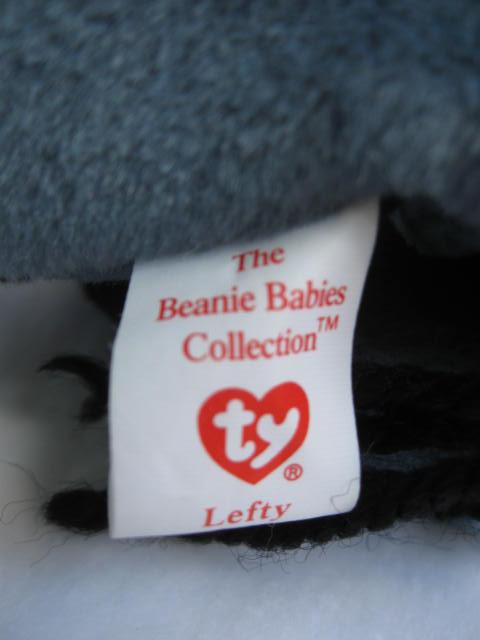 The
Beanie Babies
Collection™
ty®
Lefty